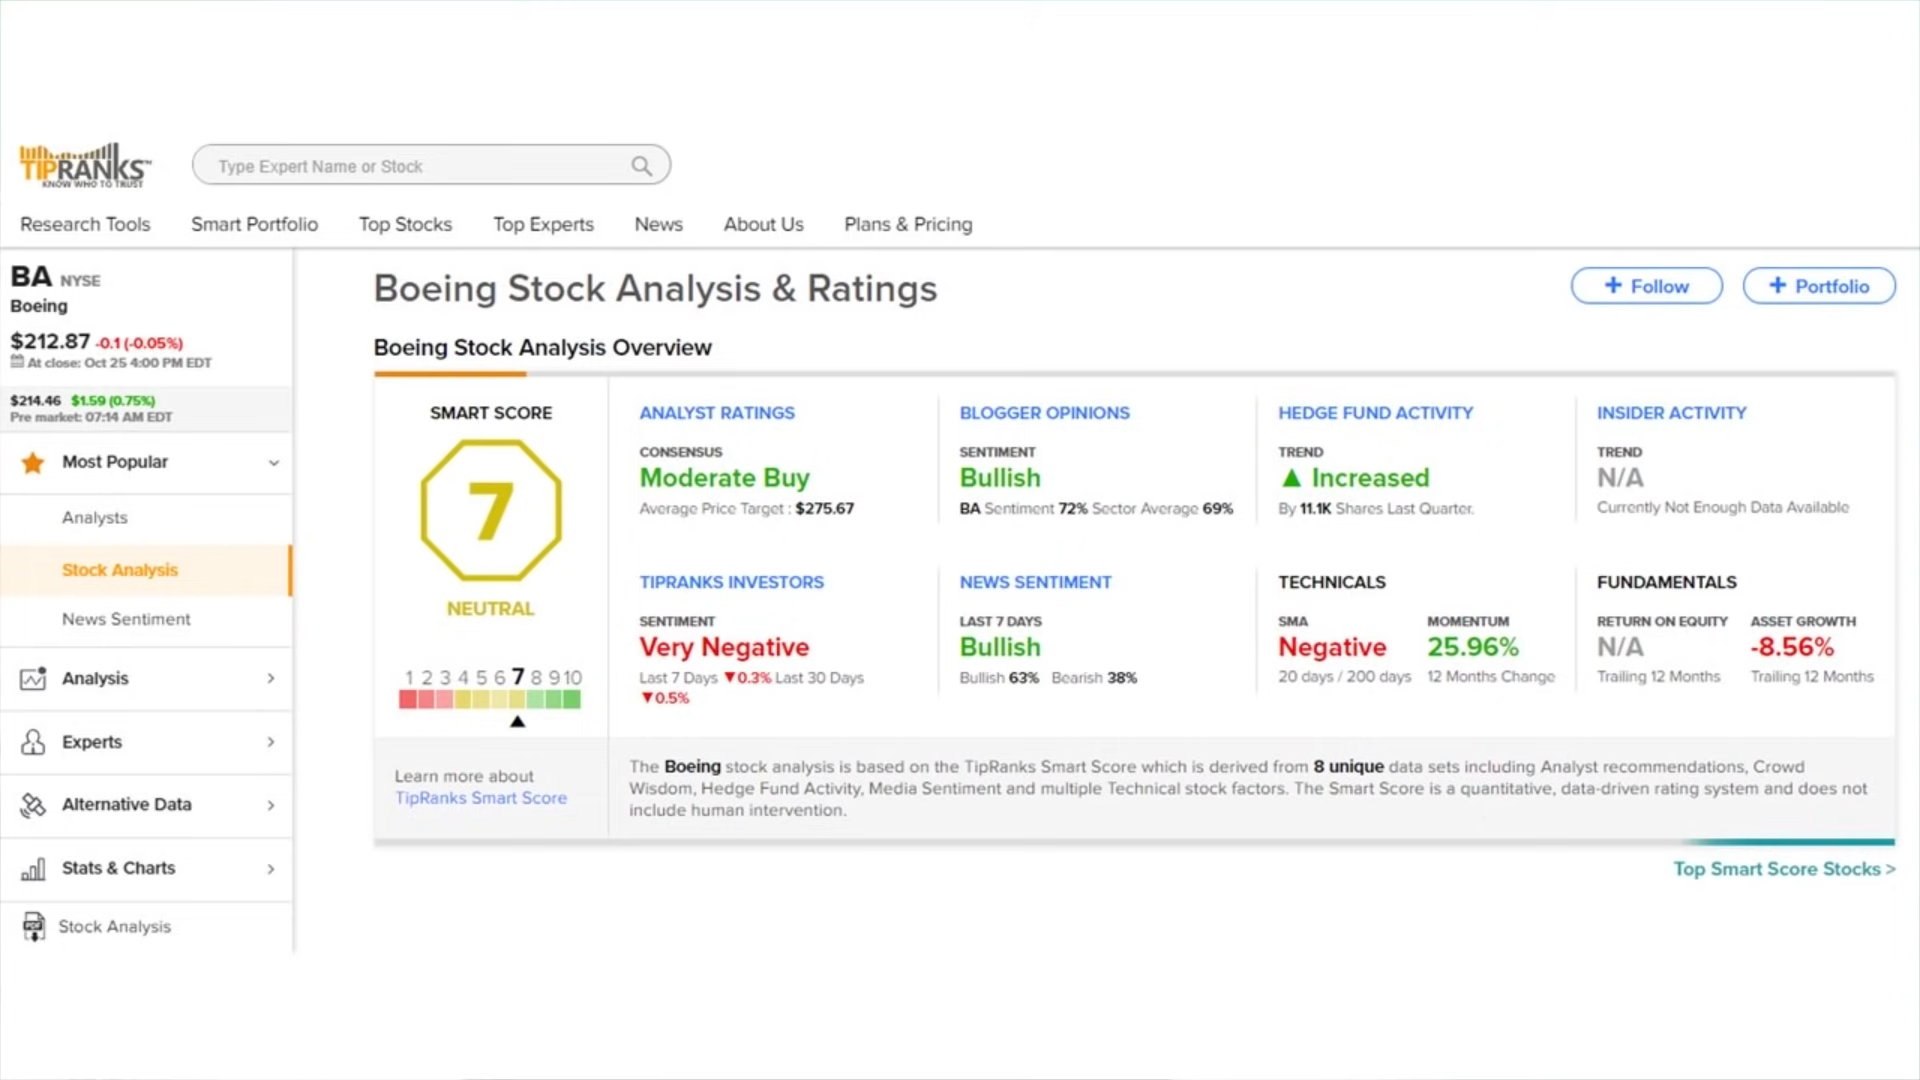 TIPRANKS™
KNOW WHO TO TRUST
Type Expert Name or Stock
Research Tools Smart Portfolio Top Stocks Top Experts News About Us Plans & Pricing
BA NYSE
Boeing
$212.87 -0.1 (-0.05%)
At close: Oct 25 4:00 PM EDT
$214.46 $1.59 (0.75%)
Pre market: 07:14 AM EDT
Most Popular
Analysts
Stock Analysis
News Sentiment
Analysis
Experts
Alternative Data
Stats & Charts
PDF
Stock Analysis
Boeing Stock Analysis & Ratings
+ Follow
+ Portfolio
Boeing Stock Analysis Overview
SMART SCORE
7
NEUTRAL
1 2 3 4 5 6 7 8 9 10
Learn more about
TipRanks Smart Score
ANALYST RATINGS
CONSENSUS
Moderate Buy
Average Price Target : $275.67
BLOGGER OPINIONS
SENTIMENT
Bullish
BA Sentiment 72% Sector Average 69%
HEDGE FUND ACTIVITY
TREND
▲ Increased
By 11.1K Shares Last Quarter.
INSIDER ACTIVITY
TREND
N/A
Currently Not Enough Data Available
TIPRANKS INVESTORS
SENTIMENT
Very Negative
Last 7 Days ▼0.3% Last 30 Days
▼0.5%
NEWS SENTIMENT
LAST 7 DAYS
Bullish
Bullish 63% Bearish 38%
TECHNICALS
SMA
Negative
20 days / 200 days
MOMENTUM
25.96%
12 Months Change
FUNDAMENTALS
RETURN ON EQUITY
N/A
Trailing 12 Months
ASSET GROWTH
-8.56%
Trailing 12 Months
The Boeing stock analysis is based on the TipRanks Smart Score which is derived from 8 unique data sets including Analyst recommendations, Crowd
Wisdom, Hedge Fund Activity, Media Sentiment and multiple Technical stock factors. The Smart Score is a quantitative, data-driven rating system and does not
include human intervention.
Top Smart Score Stocks >